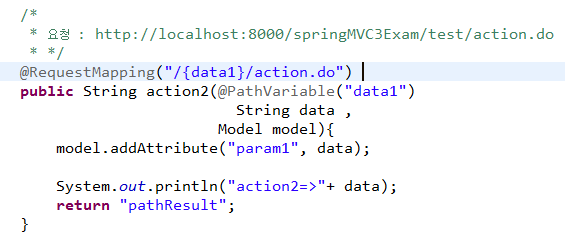 /*
* 요청 : http://localhost:8000/springMVC3Exam/test/action.do
* */
@RequestMapping("/{data1}/action.do")
public String action2(@PathVariable("data1")
String data ,
Model model){
model.addAttribute("param1", data);
System.out.println("action2=>"+ data);
return "pathResult";
}